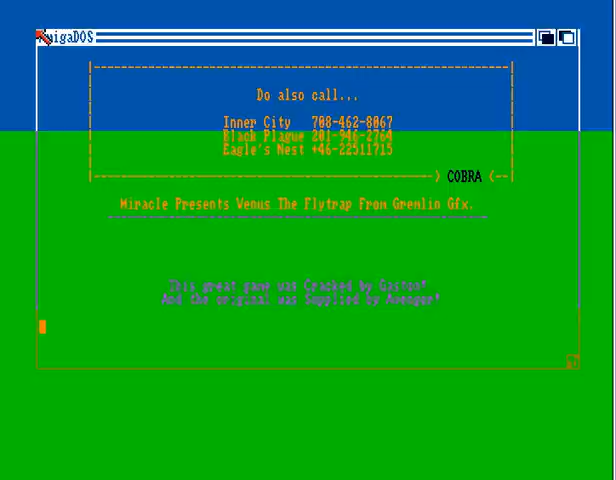 AmigaDOS
Do also call...
Inner City 708-462-8067
Black Plague 201-946-2764
Eagle's Nest +46-22511715
COBRA
Miracle Presents Venus The Flytrap From Gremlin Gfx.
This great game was Cracked by Gaston!
And the original was Supplied by Avenger!